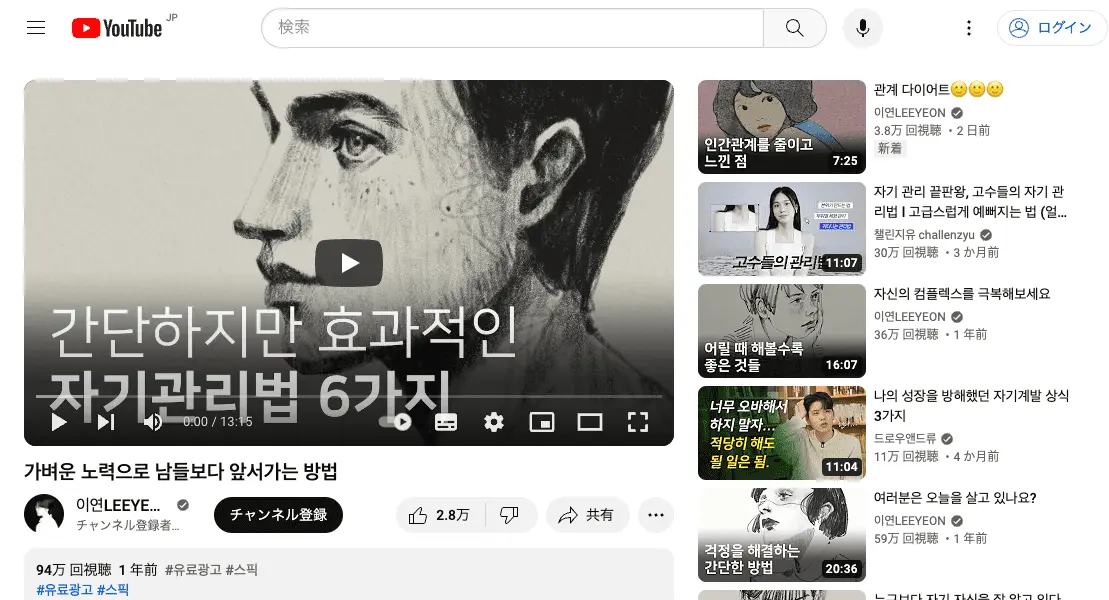 YouTube JP
検索
ログイン
간단하지만 효과적인
자기관리법 6가지
0:00 / 13:15
가벼운 노력으로 남들보다 앞서가는 방법
이연LEEYE...
チャンネル登録者...
チャンネル登録
2.8万
共有
94万 回視聴 1 年前 #유료광고 #스픽
#유료광고 #스픽
인간관계를 줄이고
느낀 점
7:25
관계 다이어트🙂🙂🙂
이연LEEYEON
3.8万 回視聴 ・2 日前
新着
고수들의 관리법
11:07
자기 관리 끝판왕, 고수들의 자기 관
리법 I 고급스럽게 예뻐지는 법 (얼...
챌린지유 challenzyu
30万 回視聴 ・3 か月前
어릴 때 해볼수록
좋은 것들
16:07
자신의 컴플렉스를 극복해보세요
이연LEEYEON
36万 回視聴 ・1 年前
너무 오바해서
하지 말자...
적당히 해도
될 일은 됨.
11:04
나의 성장을 방해했던 자기계발 상식
3가지
드로우앤드류
11万 回視聴 ・4 か月前
걱정을 해결하는
간단한 방법
20:36
여러분은 오늘을 살고 있나요?
이연LEEYEON
59万 回視聴 ・1 年前